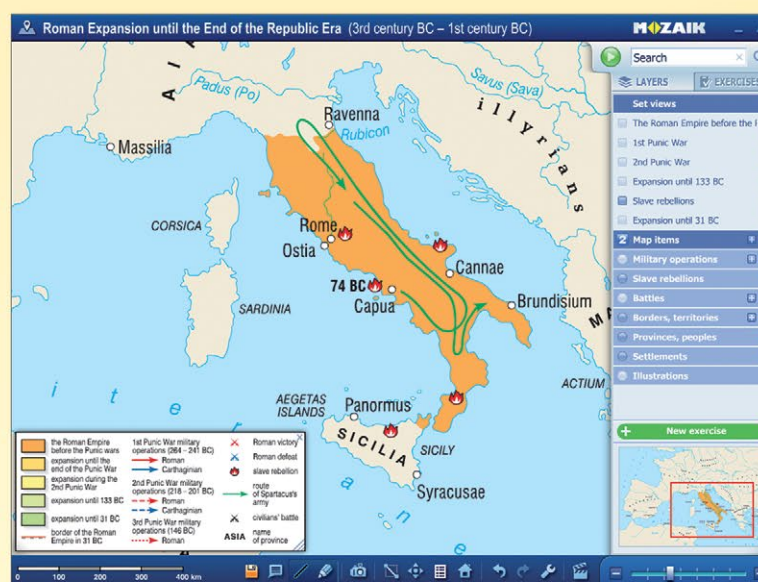 Roman Expansion until the End of the Republic Era (3rd century BC – 1st century BC)
MOZAIK
Search
LAYERS
EXERCISES
Set views
The Roman Empire before the
1st Punic War
2nd Punic War
Expansion until 133 BC
Slave rebellions
Expansion until 31 BC
Map items
Military operations
Slave rebellions
Battles
Borders, territories
Provinces, peoples
Settlements
Illustrations
New exercise
Padus (Po)
Savus (Sava)
Ravenna
Rubicon
illyrians
Massilia
CORSICA
Rome
Ostia
Cannae
74 BC
Capua
Brundisium
SARDINIA
AEGETAS
ISLANDS
Panormus
ACTIUM
SICILIA
SICILY
Syracusae
the Roman Empire
before the Punic wars
expansion until the
end of the Punic War
expansion during the
2nd Punic War
expansion until 133 BC
expansion until 31 BC
border of the Roman
Empire in 31 BC
1st Punic War military
operations (264 - 241 BC)
Roman
Carthaginian
2nd Punic War military
operations (218 - 201 BC)
Roman
Carthaginian
3rd Punic War military
operations (146 BC)
Roman
Roman victory
Roman defeat
slave rebellion
route
of Spartacus's
army
civilians' battle
ASIA
name
of province
0 100 200 300 400 km